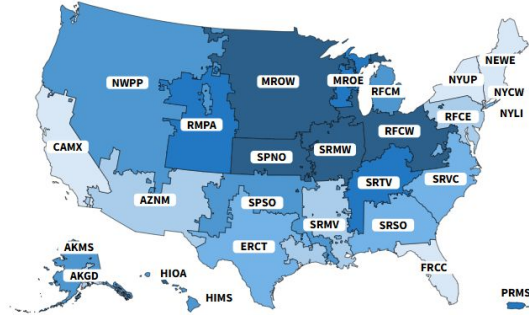 NEWE
NWPP
MROW
MROE
NYUP
RFCM
NYCW
NYLI
RFCE
RMPA
RFCW
CAMX
SRMW
SPNO
SRTV
SRVC
AZNM
SPSO
SRMV
SRSO
ERCT
AKMS
FRCC
HIOA
AKGD
PRMS
HIMS